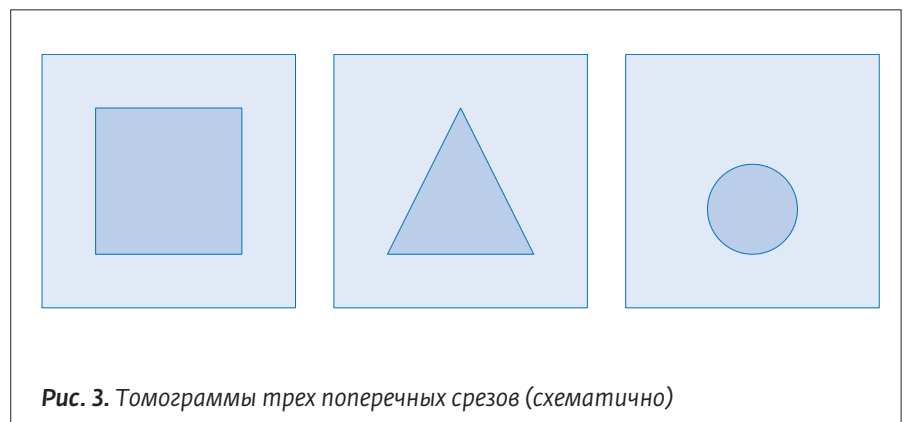 Рис. 3. Томограммы трех поперечных срезов (схематично)